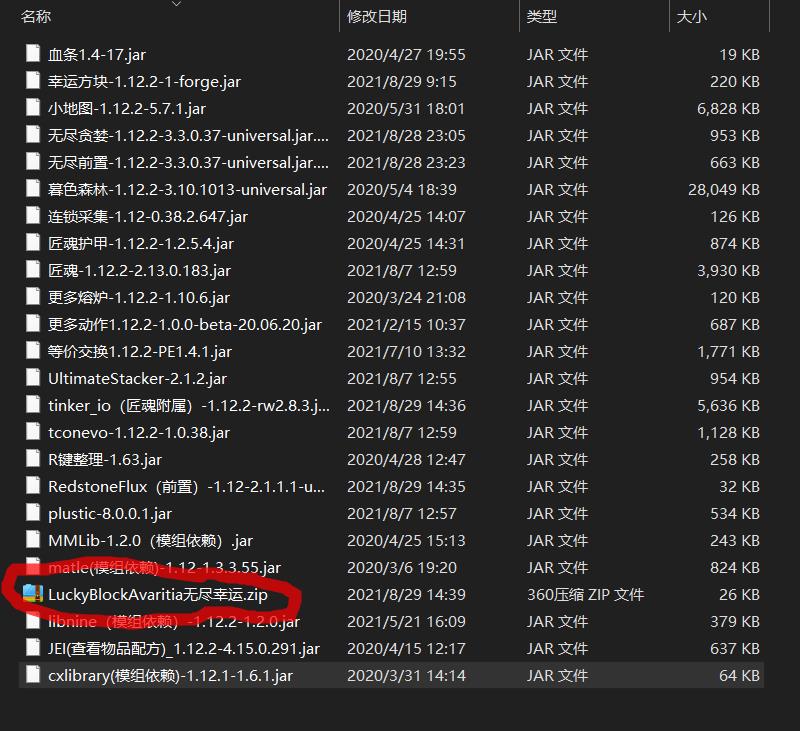 名称 修改日期 类型 大小
血条1.4-17.jar 2020/4/27 19:55 JAR 文件 19 KB
幸运方块-1.12.2-1-forge.jar 2021/8/29 9:15 JAR 文件 220 KB
小地图-1.12.2-5.7.1.jar 2020/5/31 18:01 JAR 文件 6,828 KB
无尽贪婪-1.12.2-3.3.0.37-universal.jar.... 2021/8/28 23:05 JAR 文件 953 KB
无尽前置-1.12.2-3.3.0.37-universal.jar.... 2021/8/28 23:23 JAR 文件 663 KB
暮色森林-1.12.2-3.10.1013-universal.jar 2020/5/4 18:39 JAR 文件 28,049 KB
连锁采集-1.12-0.38.2.647.jar 2020/4/25 14:07 JAR 文件 126 KB
匠魂护甲-1.12.2-1.2.5.4.jar 2020/4/25 14:31 JAR 文件 874 KB
匠魂-1.12.2-2.13.0.183.jar 2021/8/7 12:59 JAR 文件 3,930 KB
更多熔炉-1.12.2-1.10.6.jar 2020/3/24 21:08 JAR 文件 120 KB
更多动作1.12.2-1.0.0-beta-20.06.20.jar 2021/2/15 10:37 JAR 文件 687 KB
等价交换1.12.2-PE1.4.1.jar 2021/7/10 13:32 JAR 文件 1,771 KB
UltimateStacker-2.1.2.jar 2021/8/7 12:55 JAR 文件 954 KB
tinker_io（匠魂附属）-1.12.2-rw2.8.3.j... 2021/8/29 14:36 JAR 文件 5,636 KB
tconevo-1.12.2-1.0.38.jar 2021/8/7 12:59 JAR 文件 1,128 KB
R键整理-1.63.jar 2020/4/28 12:47 JAR 文件 258 KB
RedstoneFlux（前置）-1.12-2.1.1.1-u... 2021/8/29 14:35 JAR 文件 32 KB
plustic-8.0.0.1.jar 2021/8/7 12:57 JAR 文件 534 KB
MMLib-1.2.0（模组依赖）.jar 2020/4/25 15:13 JAR 文件 243 KB
matle(模组依赖)-1.12-1.3.3.55.jar 2020/3/6 19:20 JAR 文件 824 KB
LuckyBlockAvaritia无尽幸运.zip 2021/8/29 14:39 360压缩 ZIP 文件 26 KB
libnine（模组依赖）-1.12.2-1.2.0.jar 2021/5/21 16:09 JAR 文件 379 KB
JEI(查看物品配方)_1.12.2-4.15.0.291.jar 2020/4/15 12:17 JAR 文件 637 KB
cxlibrary(模组依赖)-1.12.1-1.6.1.jar 2020/3/31 14:14 JAR 文件 64 KB